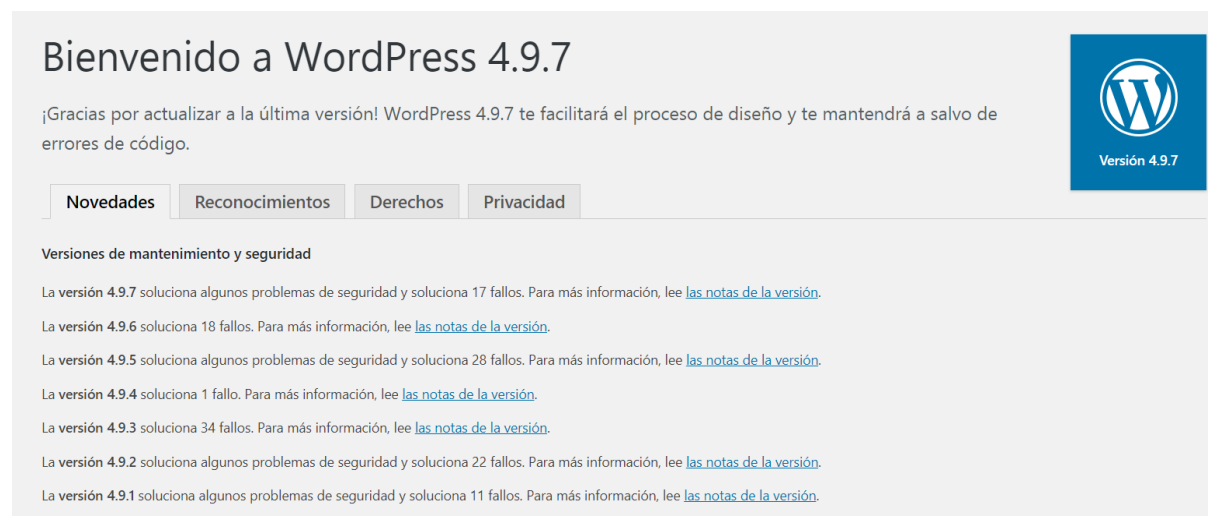 Bienvenido a WordPress 4.9.7
¡Gracias por actualizar a la última versión! WordPress 4.9.7 te facilitará el proceso de diseño y te mantendrá a salvo de
errores de código.
Versión 4.9.7
Novedades Reconocimientos Derechos Privacidad
Versiones de mantenimiento y seguridad
La versión 4.9.7 soluciona algunos problemas de seguridad y soluciona 17 fallos. Para más información, lee las notas de la versión.
La versión 4.9.6 soluciona 18 fallos. Para más información, lee las notas de la versión.
La versión 4.9.5 soluciona algunos problemas de seguridad y soluciona 28 fallos. Para más información, lee las notas de la versión.
La versión 4.9.4 soluciona 1 fallo. Para más información, lee las notas de la versión.
La versión 4.9.3 soluciona 34 fallos. Para más información, lee las notas de la versión.
La versión 4.9.2 soluciona algunos problemas de seguridad y soluciona 22 fallos. Para más información, lee las notas de la versión.
La versión 4.9.1 soluciona algunos problemas de seguridad y soluciona 11 fallos. Para más información, lee las notas de la versión.